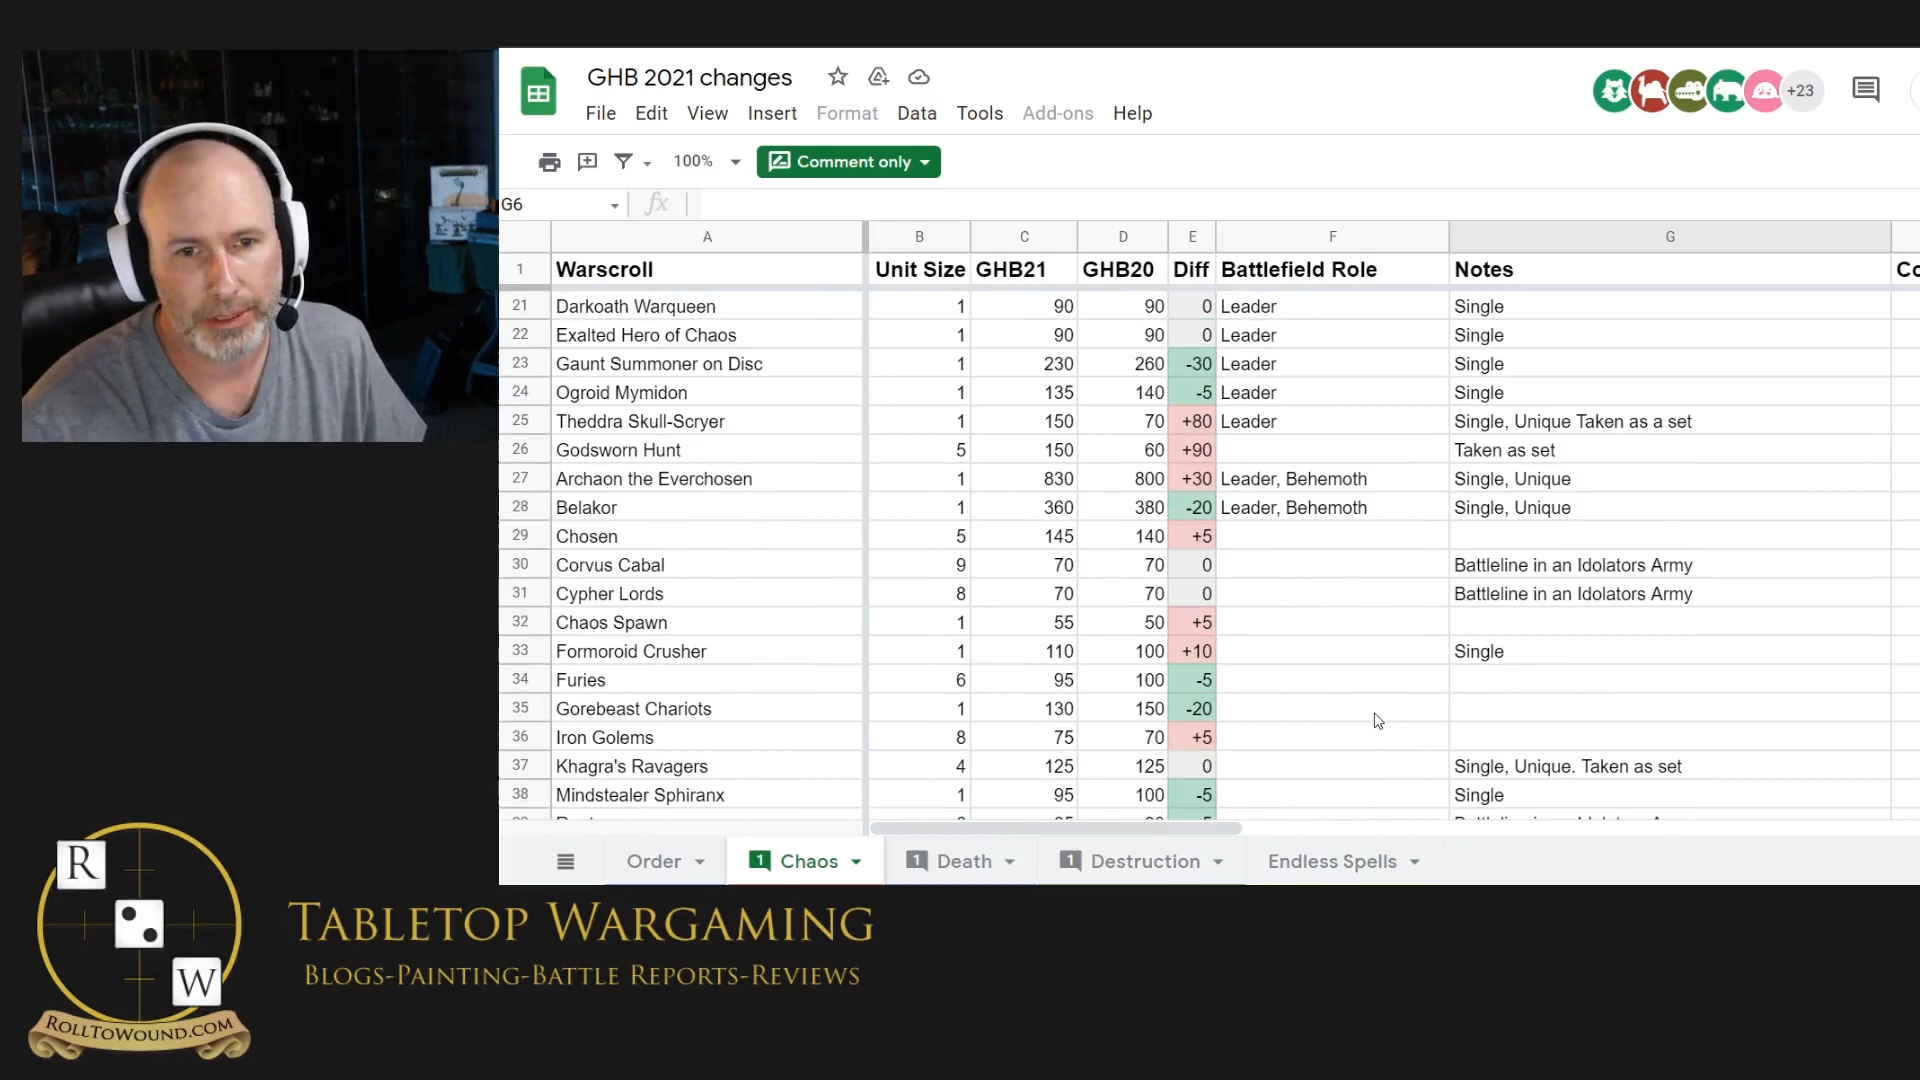 GHB 2021 changes
+23
File Edit View Insert Format Data Tools Add-ons Help
100% Comment only
G6 fx
A B C D E F G
1 Warscroll Unit Size GHB21 GHB20 Diff Battlefield Role Notes Co
21 Darkoath Warqueen 1 90 90 0 Leader Single
22 Exalted Hero of Chaos 1 90 90 0 Leader Single
23 Gaunt Summoner on Disc 1 230 260 -30 Leader Single
24 Ogroid Mymidon 1 135 140 -5 Leader Single
25 Theddra Skull-Scryer 1 150 70 +80 Leader Single, Unique Taken as a set
26 Godsworn Hunt 5 150 60 +90 Taken as set
27 Archaon the Everchosen 1 830 800 +30 Leader, Behemoth Single, Unique
28 Belakor 1 360 380 -20 Leader, Behemoth Single, Unique
29 Chosen 5 145 140 +5
30 Corvus Cabal 9 70 70 0 Battleline in an Idolators Army
31 Cypher Lords 8 70 70 0 Battleline in an Idolators Army
32 Chaos Spawn 1 55 50 +5
33 Formoroid Crusher 1 110 100 +10 Single
34 Furies 6 95 100 -5
35 Gorebeast Chariots 1 130 150 -20
36 Iron Golems 8 75 70 +5
37 Khagra's Ravagers 4 125 125 0 Single, Unique. Taken as set
38 Mindstealer Sphiranx 1 95 100 -5 Single
Order 1 Chaos 1 Death 1 Destruction Endless Spells
R
W
ROLLTOWOUND.COM
TABLETOP WARGAMING
BLOGS-PAINTING-BATTLE REPORTS-REVIEWS